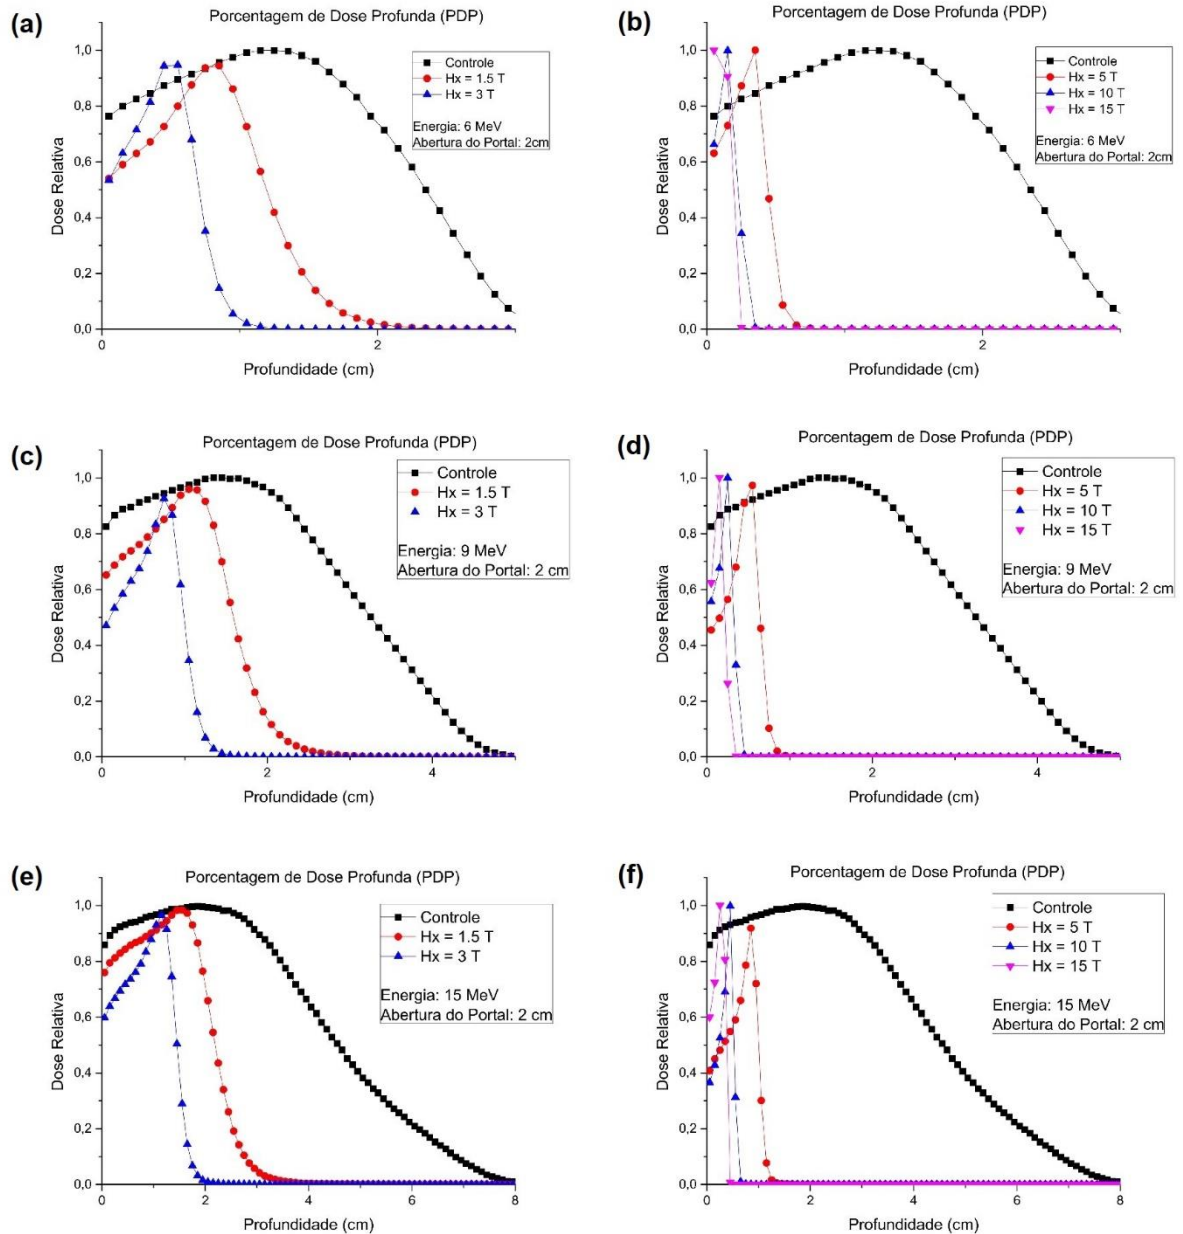 (a)
Porcentagem de Dose Profunda (PDP)
1,0
0,8
0,6
0,4
0,2
0,0
Dose Relativa
Controle
Hx = 1.5 T
Hx = 3 T
Energia: 6 MeV
Abertura do Portal: 2cm
0
2
Profundidade (cm)
(b)
Porcentagem de Dose Profunda (PDP)
1,0
0,8
0,6
0,4
0,2
0,0
Dose Relativa
Controle
Hx = 5 T
Hx = 10 T
Hx = 15 T
Energia: 6 MeV
Abertura do Portal: 2cm
0
2
Profundidade (cm)
(c)
Porcentagem de Dose Profunda (PDP)
1,0
0,8
0,6
0,4
0,2
0,0
Dose Relativa
Controle
Hx = 1.5 T
Hx = 3 T
Energia: 9 MeV
Abertura do Portal: 2 cm
0
2
4
Profundidade (cm)
(d)
Porcentagem de Dose Profunda (PDP)
1,0
0,8
0,6
0,4
0,2
0,0
Dose Relativa
Controle
Hx = 5 T
Hx = 10 T
Hx = 15 T
Energia: 9 MeV
Abertura do Portal: 2 cm
0
2
4
Profundidade (cm)
(e)
Porcentagem de Dose Profunda (PDP)
1,0
0,8
0,6
0,4
0,2
0,0
Dose Relativa
Controle
Hx = 1.5 T
Hx = 3 T
Energia: 15 MeV
Abertura do Portal: 2 cm
0
2
4
6
8
Profundidade (cm)
(f)
Porcentagem de Dose Profunda (PDP)
1,0
0,8
0,6
0,4
0,2
0,0
Dose Relativa
Controle
Hx = 5 T
Hx = 10 T
Hx = 15 T
Energia: 15 MeV
Abertura do Portal: 2 cm
0
2
4
6
8
Profundidade (cm)